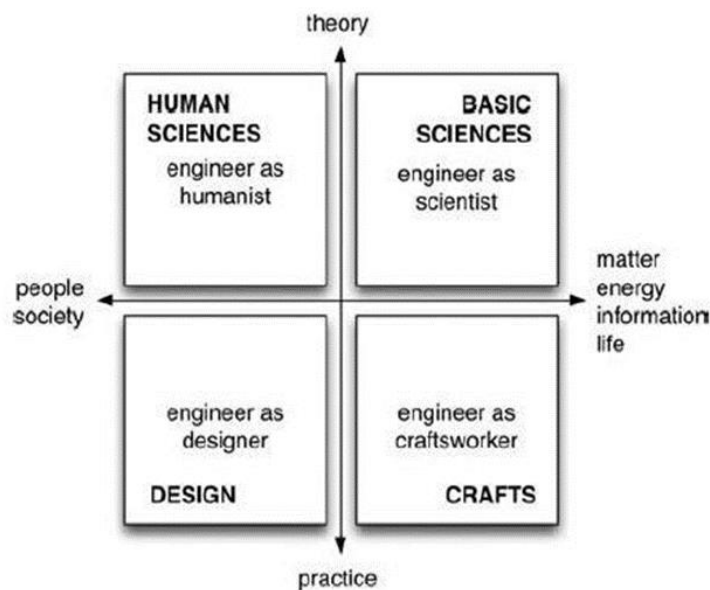 theory
HUMAN
SCIENCES
engineer as
humanist
BASIC
SCIENCES
engineer as
scientist
people
society
matter
energy
information
life
engineer as
designer
DESIGN
engineer as
craftsworker
CRAFTS
practice